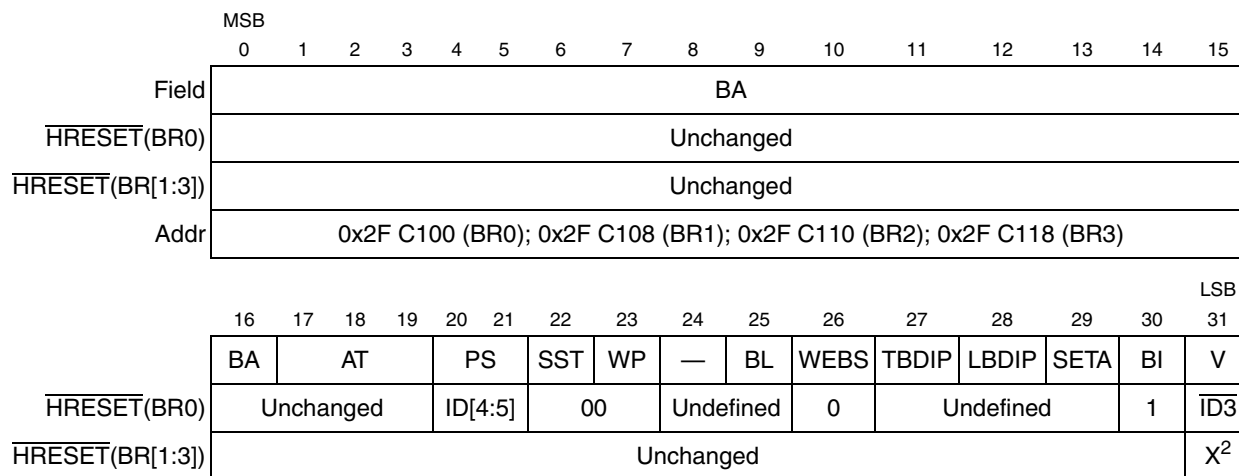 MSB
0 1 2 3 4 5 6 7 8 9 10 11 12 13 14 15
Field BA
HRESET(BR0) Unchanged
HRESET(BR[1:3]) Unchanged
Addr 0x2F C100 (BR0); 0x2F C108 (BR1); 0x2F C110 (BR2); 0x2F C118 (BR3)
LSB
16 17 18 19 20 21 22 23 24 25 26 27 28 29 30 31
BA AT PS SST WP — BL WEBS TBDIP LBDIP SETA BI V
HRESET(BR0) Unchanged ID[4:5] 00 Undefined 0 Undefined 1 ID3
HRESET(BR[1:3]) Unchanged X²